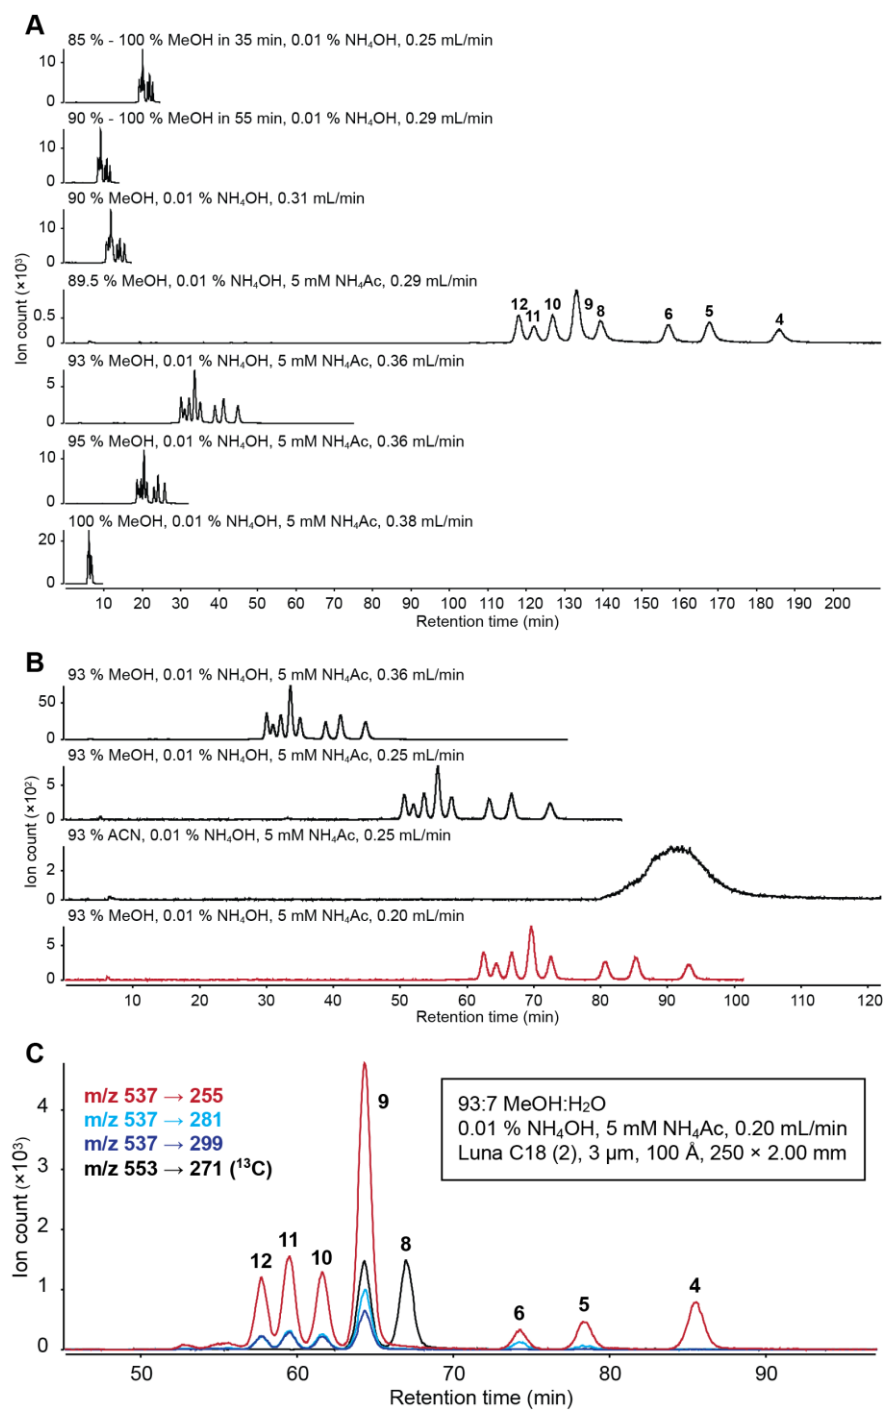 A
85 % - 100 % MeOH in 35 min, 0.01 % NH₄OH, 0.25 mL/min
10
0
90 % - 100 % MeOH in 55 min, 0.01 % NH₄OH, 0.29 mL/min
10
0
90 % MeOH, 0.01 % NH₄OH, 0.31 mL/min
10
0
Ion count (×10³)
89.5 % MeOH, 0.01 % NH₄OH, 5 mM NH₄Ac, 0.29 mL/min
0.5
0
12 11 10 9 8 6 5 4
93 % MeOH, 0.01 % NH₄OH, 5 mM NH₄Ac, 0.36 mL/min
5
0
95 % MeOH, 0.01 % NH₄OH, 5 mM NH₄Ac, 0.36 mL/min
10
0
100 % MeOH, 0.01 % NH₄OH, 5 mM NH₄Ac, 0.38 mL/min
20
0
10 20 30 40 50 60 70 80 90 100 110 120 130 140 150 160 170 180 190 200
Retention time (min)
B
93 % MeOH, 0.01 % NH₄OH, 5 mM NH₄Ac, 0.36 mL/min
50
0
93 % MeOH, 0.01 % NH₄OH, 5 mM NH₄Ac, 0.25 mL/min
5
0
Ion count (×10²)
93 % ACN, 0.01 % NH₄OH, 5 mM NH₄Ac, 0.25 mL/min
2
0
93 % MeOH, 0.01 % NH₄OH, 5 mM NH₄Ac, 0.20 mL/min
5
0
10 20 30 40 50 60 70 80 90 100 110 120
Retention time (min)
C
m/z 537 → 255
m/z 537 → 281
m/z 537 → 299
m/z 553 → 271 (¹³C)
93:7 MeOH:H₂O
0.01 % NH₄OH, 5 mM NH₄Ac, 0.20 mL/min
Luna C18 (2), 3 µm, 100 Å, 250 × 2.00 mm
Ion count (×10³)
4
3
2
1
0
12 11 10 9 8 6 5 4
50 60 70 80 90
Retention time (min)